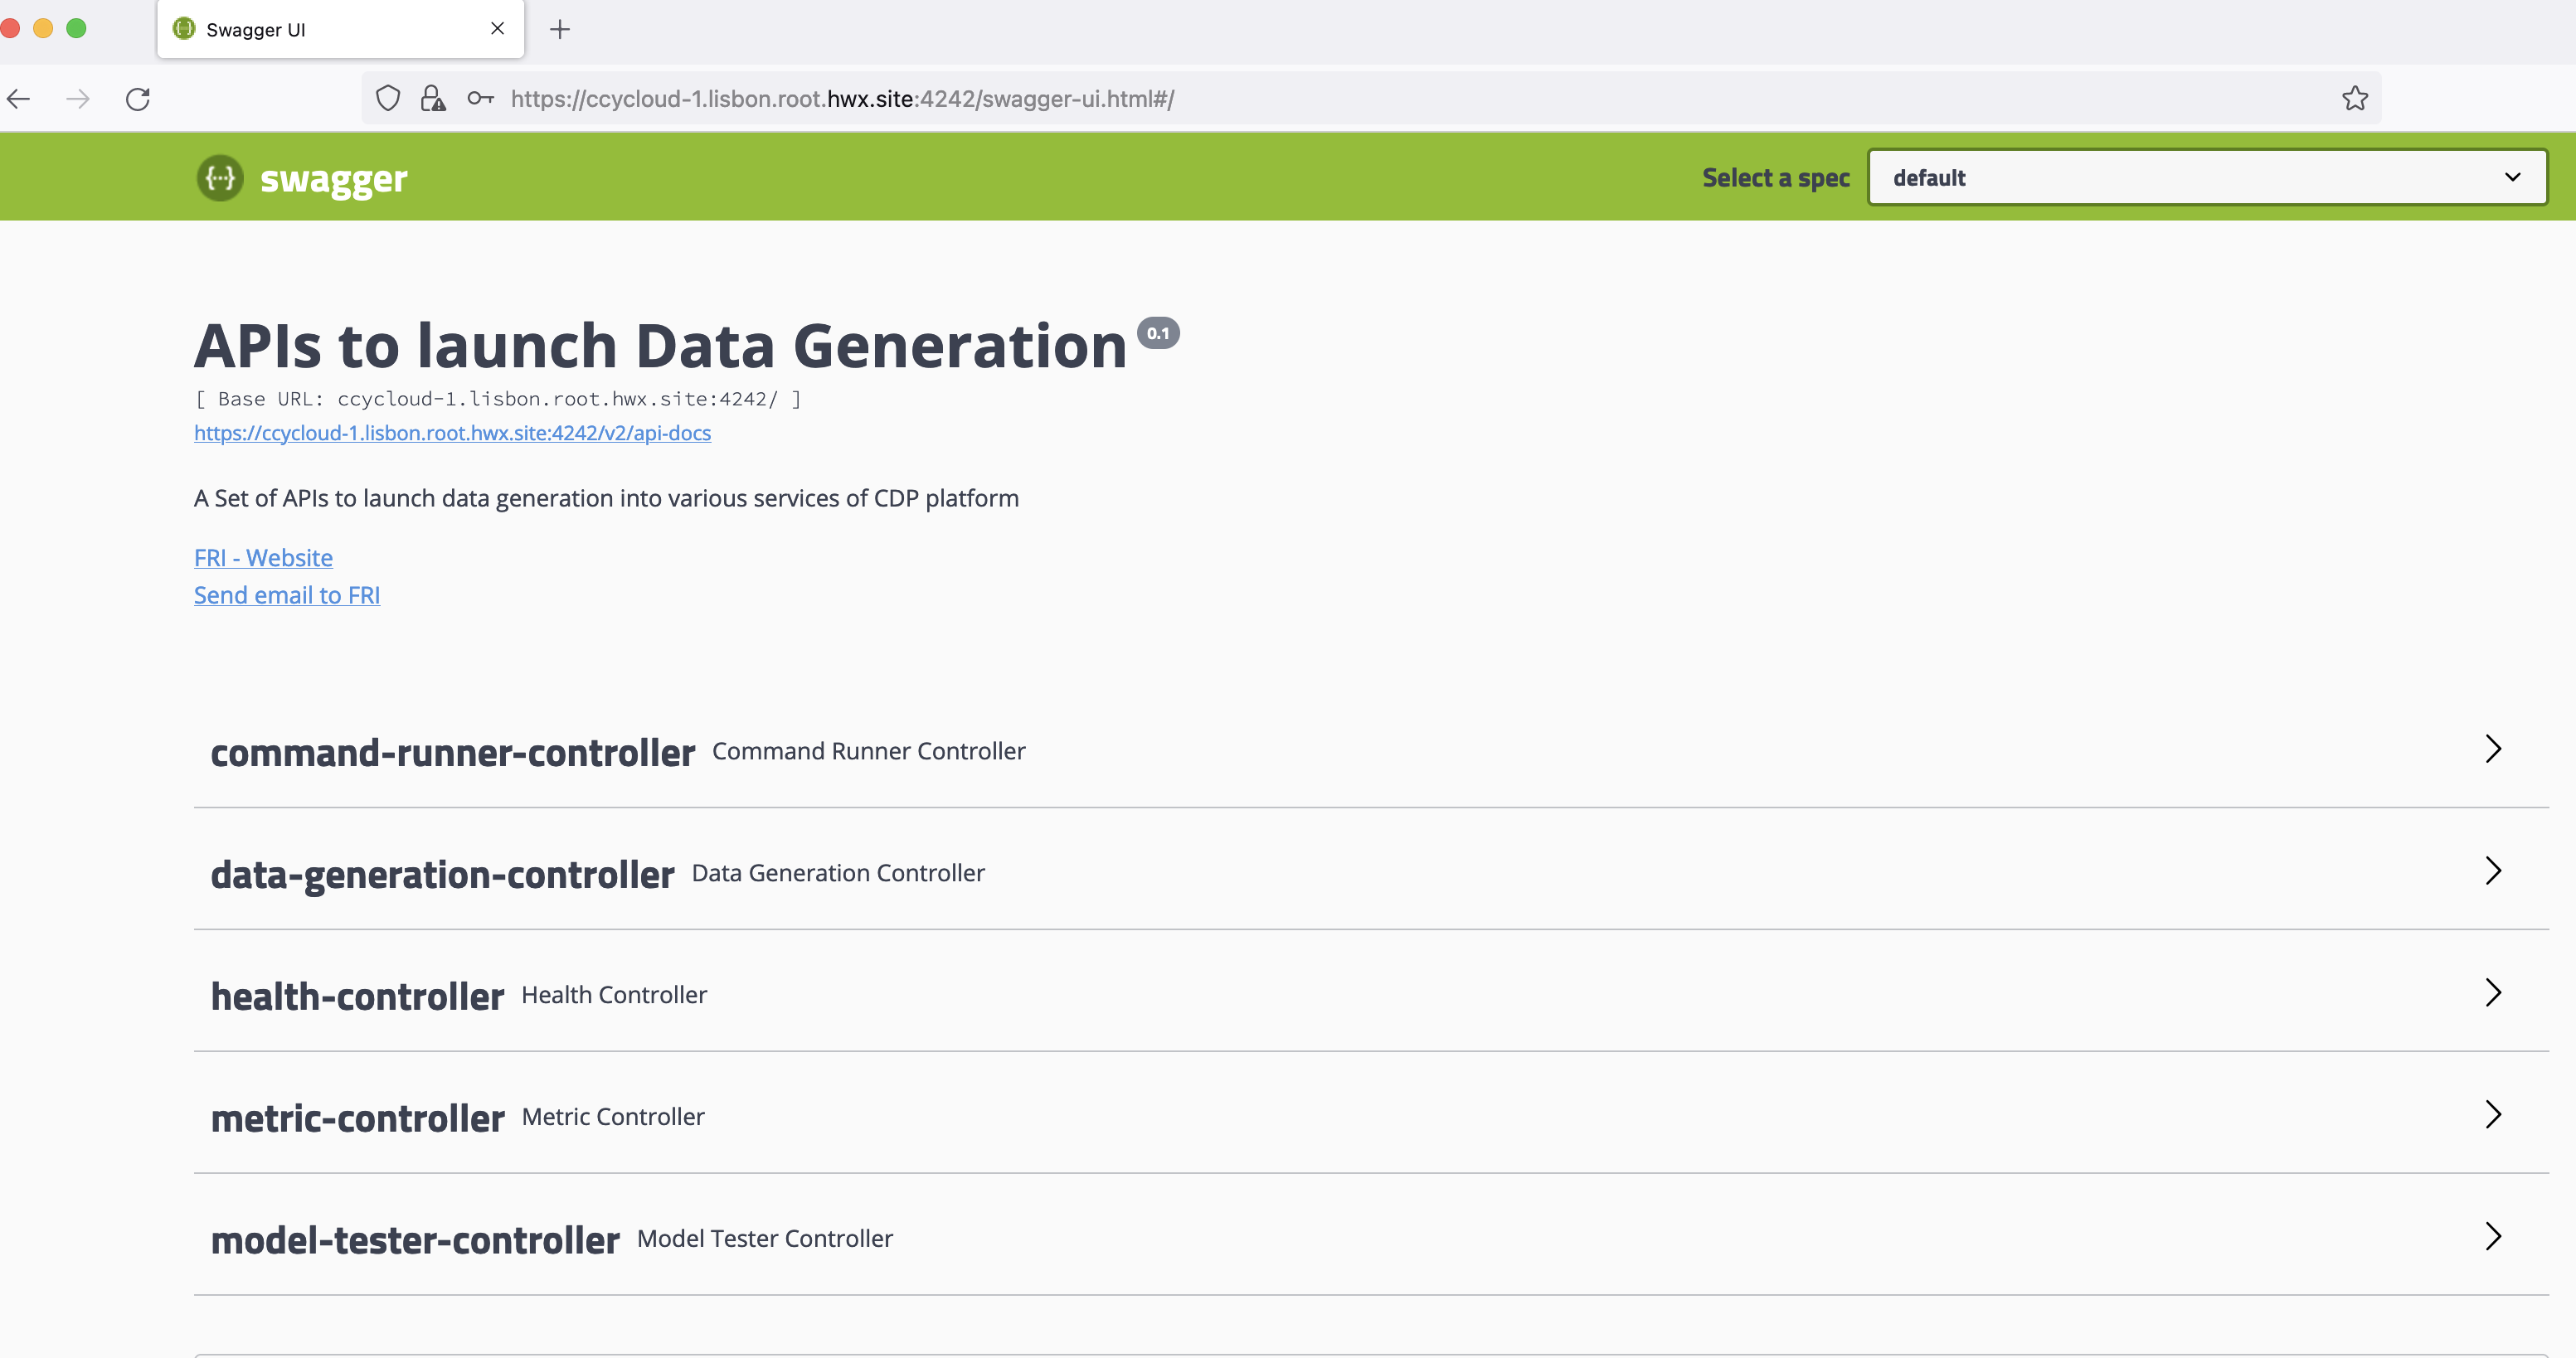 Swagger UI
https://ccycloud-1.lisbon.root.hwx.site:4242/swagger-ui.html#/
{...} swagger
Select a spec
default
APIs to launch Data Generation 0.1
[ Base URL: ccycloud-1.lisbon.root.hwx.site:4242/ ]
https://ccycloud-1.lisbon.root.hwx.site:4242/v2/api-docs
A Set of APIs to launch data generation into various services of CDP platform
FRI - Website
Send email to FRI
command-runner-controller Command Runner Controller
data-generation-controller Data Generation Controller
health-controller Health Controller
metric-controller Metric Controller
model-tester-controller Model Tester Controller